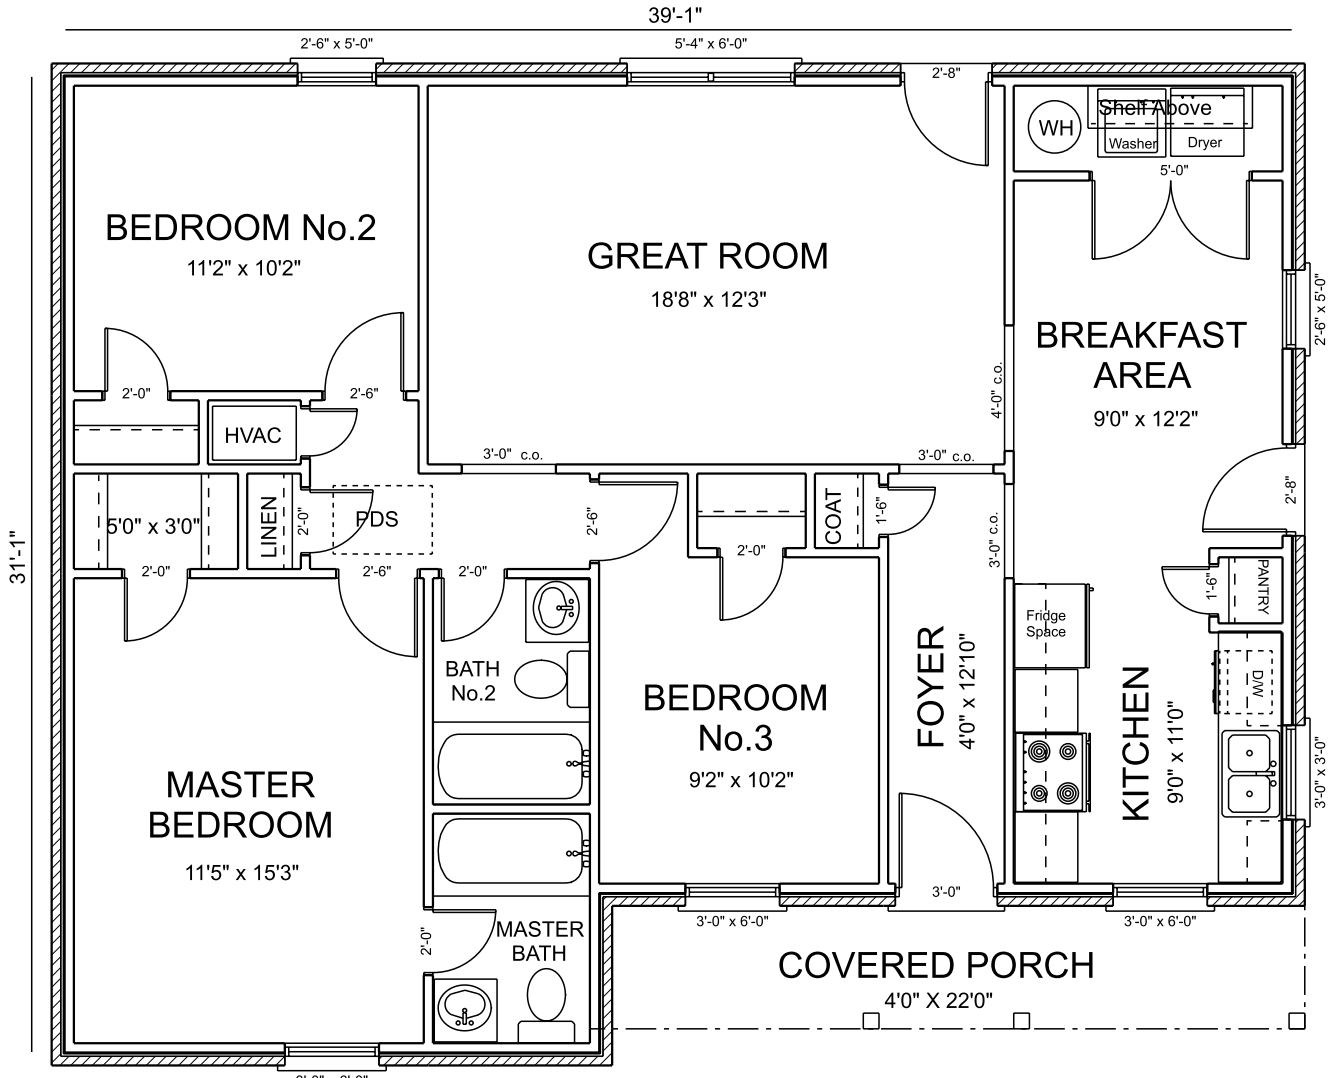 39'-1"
2'-6" x 5'-0"
5'-4" x 6'-0"
2'-8"
Shelf Above
WH
Washer
Dryer
5'-0"
BEDROOM No.2
11'2" x 10'2"
GREAT ROOM
18'8" x 12'3"
2'-6" x 5'-0"
BREAKFAST
AREA
9'0" x 12'2"
2'-0"
2'-6"
4'-0" c.o.
HVAC
3'-0" c.o.
3'-0" c.o.
2'-8"
5'0" x 3'0"
LINEN
2'-0"
PDS
2'-6"
COAT
1'-6"
3'-0" c.o.
31'-1"
2'-0"
2'-6"
2'-0"
2'-0"
1'-6"
PANTRY
Fridge
Space
BATH
No.2
BEDROOM
No.3
9'2" x 10'2"
FOYER
4'0" x 12'10"
KITCHEN
9'0" x 11'0"
D/W
3'-0" x 3'-0"
MASTER
BEDROOM
11'5" x 15'3"
3'-0"
3'-0" x 6'-0"
3'-0" x 6'-0"
2'-0"
MASTER
BATH
COVERED PORCH
4'0" X 22'0"